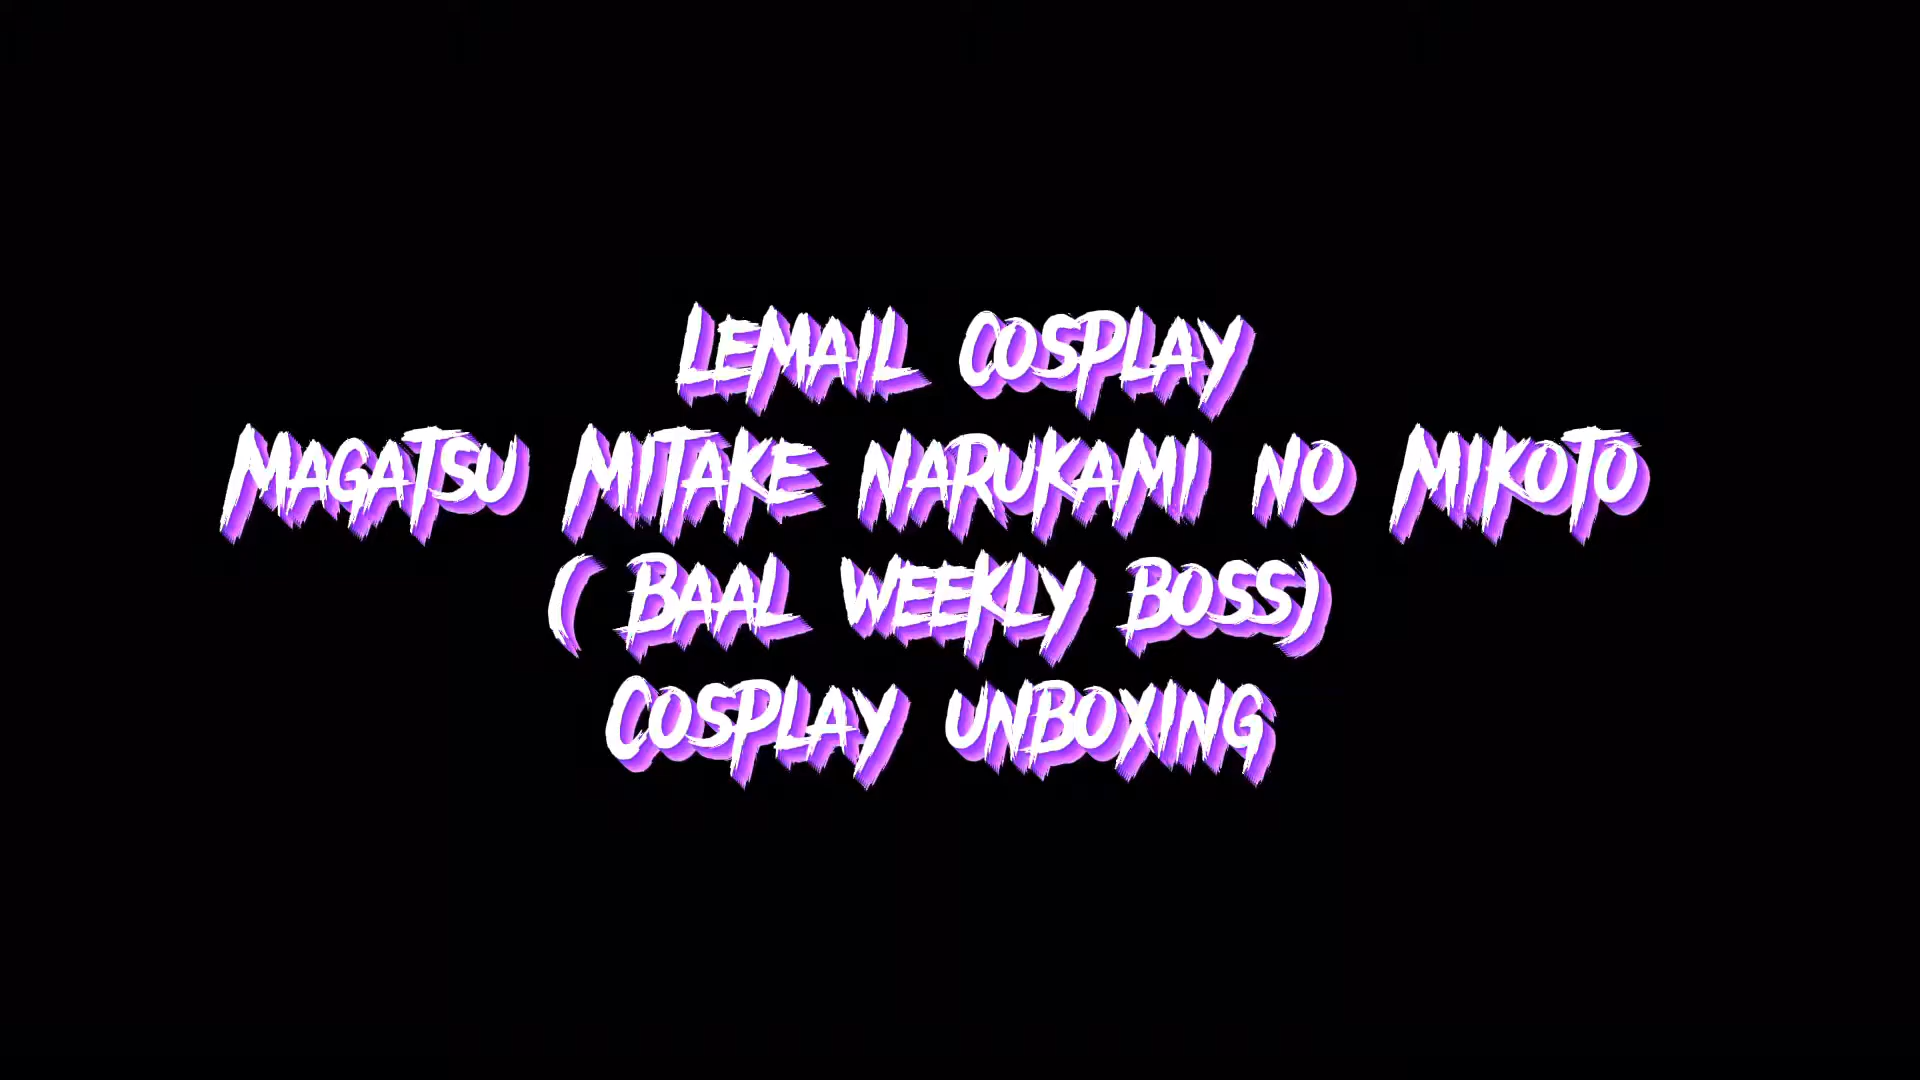 Lemail Cosplay
Magatsu Mitake Narukami no Mikoto
( Baal weekly Boss)
Cosplay unboxing